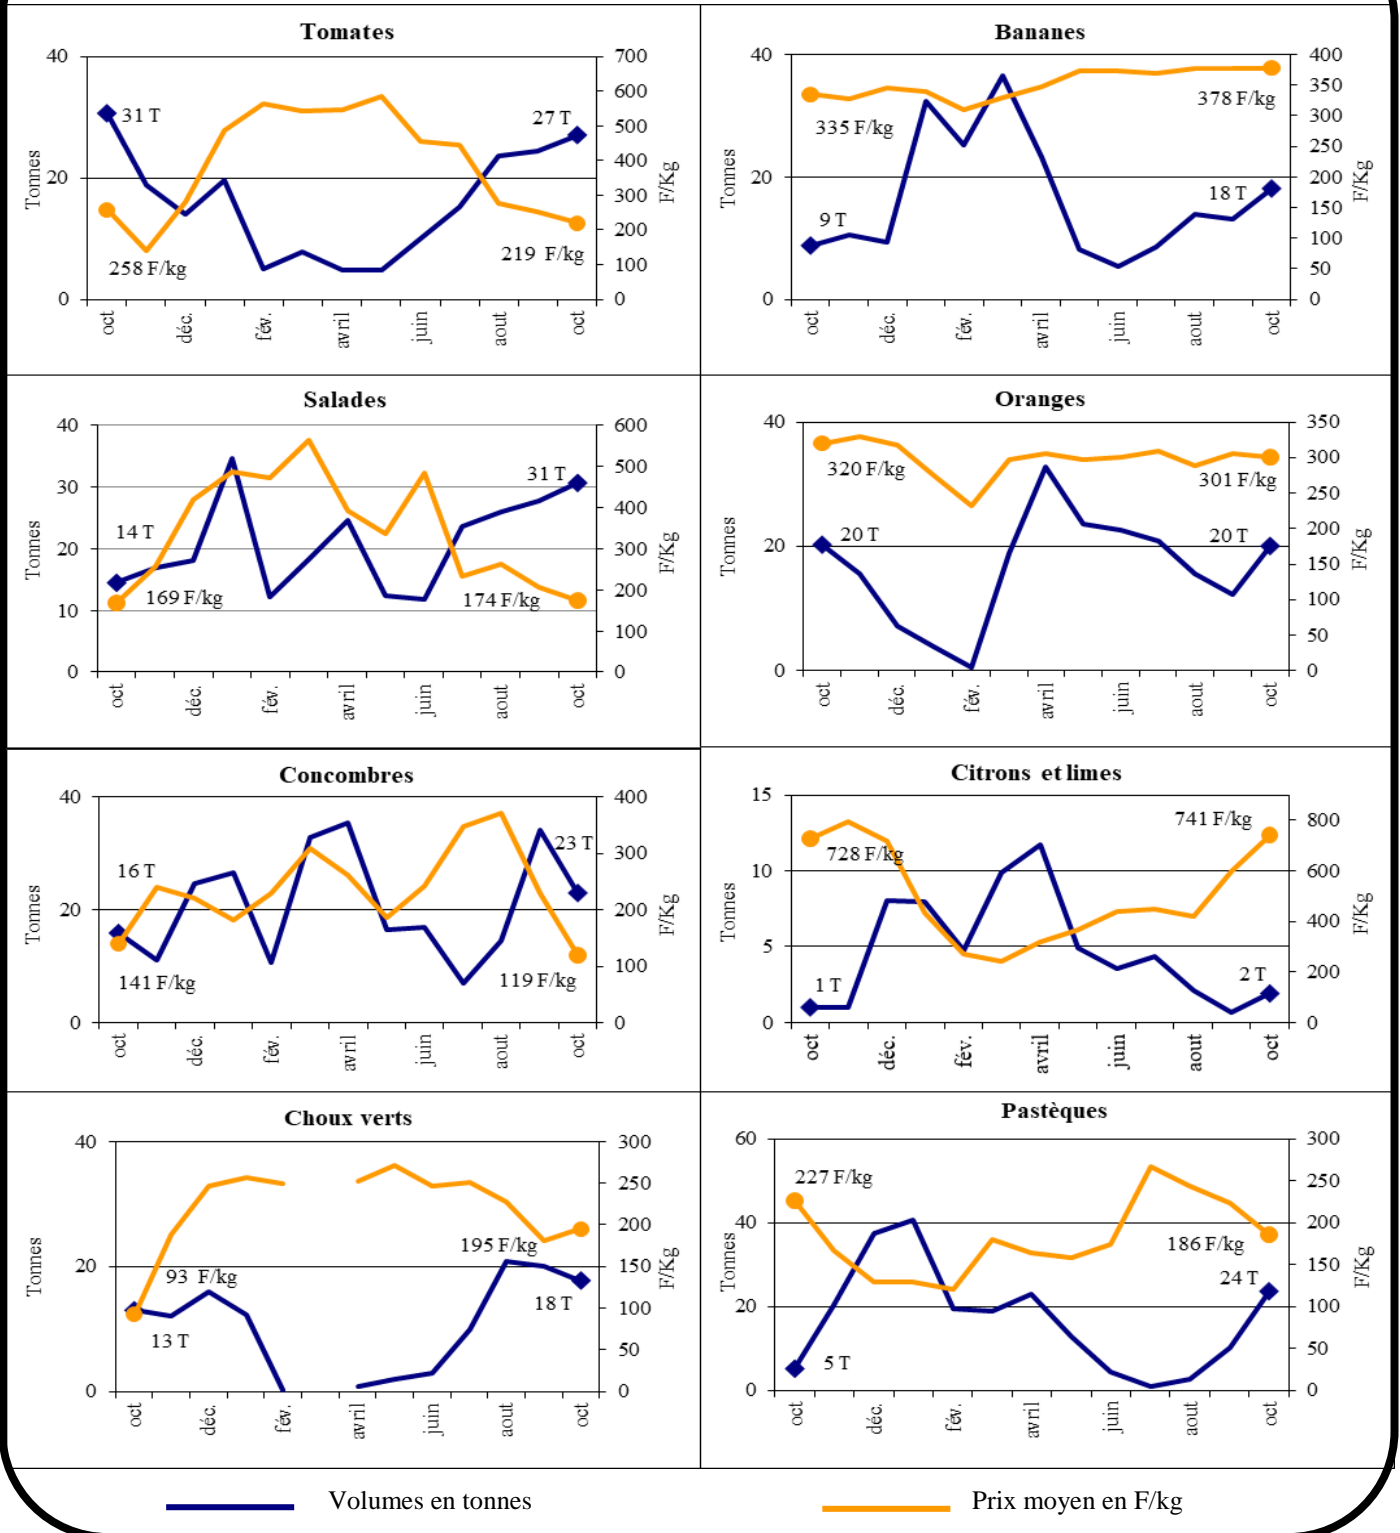 Tomates
40
20
0
Tonnes
700
600
500
400
300
200
100
0
F/Kg
31 T
27 T
258 F/kg
219 F/kg
oct
déc.
fév.
avril
juin
aout
oct
Bananes
40
20
0
Tonnes
400
350
300
250
200
150
100
50
0
F/Kg
335 F/kg
378 F/kg
9 T
18 T
oct
déc.
fév.
avril
juin
aout
oct
Salades
40
30
20
10
0
Tonnes
600
500
400
300
200
100
0
F/Kg
14 T
31 T
169 F/kg
174 F/kg
oct
déc.
fév.
avril
juin
aout
oct
Oranges
40
20
0
Tonnes
350
300
250
200
150
100
50
0
F/Kg
320 F/kg
301 F/kg
20 T
20 T
oct
déc.
fév.
avril
juin
aout
oct
Concombres
40
20
0
Tonnes
400
300
200
100
0
F/Kg
16 T
23 T
141 F/kg
119 F/kg
oct
déc.
fév.
avril
juin
aout
oct
Citrons et limes
15
10
5
0
Tonnes
800
600
400
200
0
F/Kg
728 F/kg
741 F/kg
1 T
2 T
oct
déc.
fév.
avril
juin
aout
oct
Choux verts
40
20
0
Tonnes
300
250
200
150
100
50
0
F/Kg
93 F/kg
195 F/kg
13 T
18 T
oct
déc.
fév.
avril
juin
aout
oct
Pastèques
60
40
20
0
Tonnes
300
250
200
150
100
50
0
F/Kg
227 F/kg
186 F/kg
5 T
24 T
oct
déc.
fév.
avril
juin
aout
oct
Volumes en tonnes
Prix moyen en F/kg